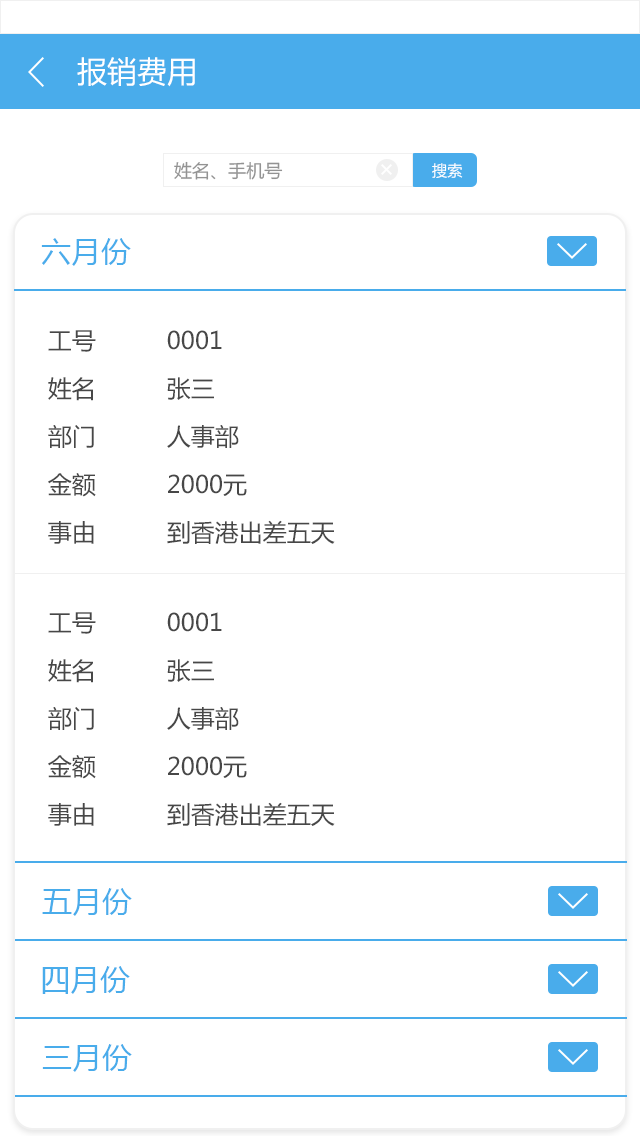 报销费用
姓名、手机号 搜索
六月份
工号 0001
姓名 张三
部门 人事部
金额 2000元
事由 到香港出差五天
工号 0001
姓名 张三
部门 人事部
金额 2000元
事由 到香港出差五天
五月份
四月份
三月份